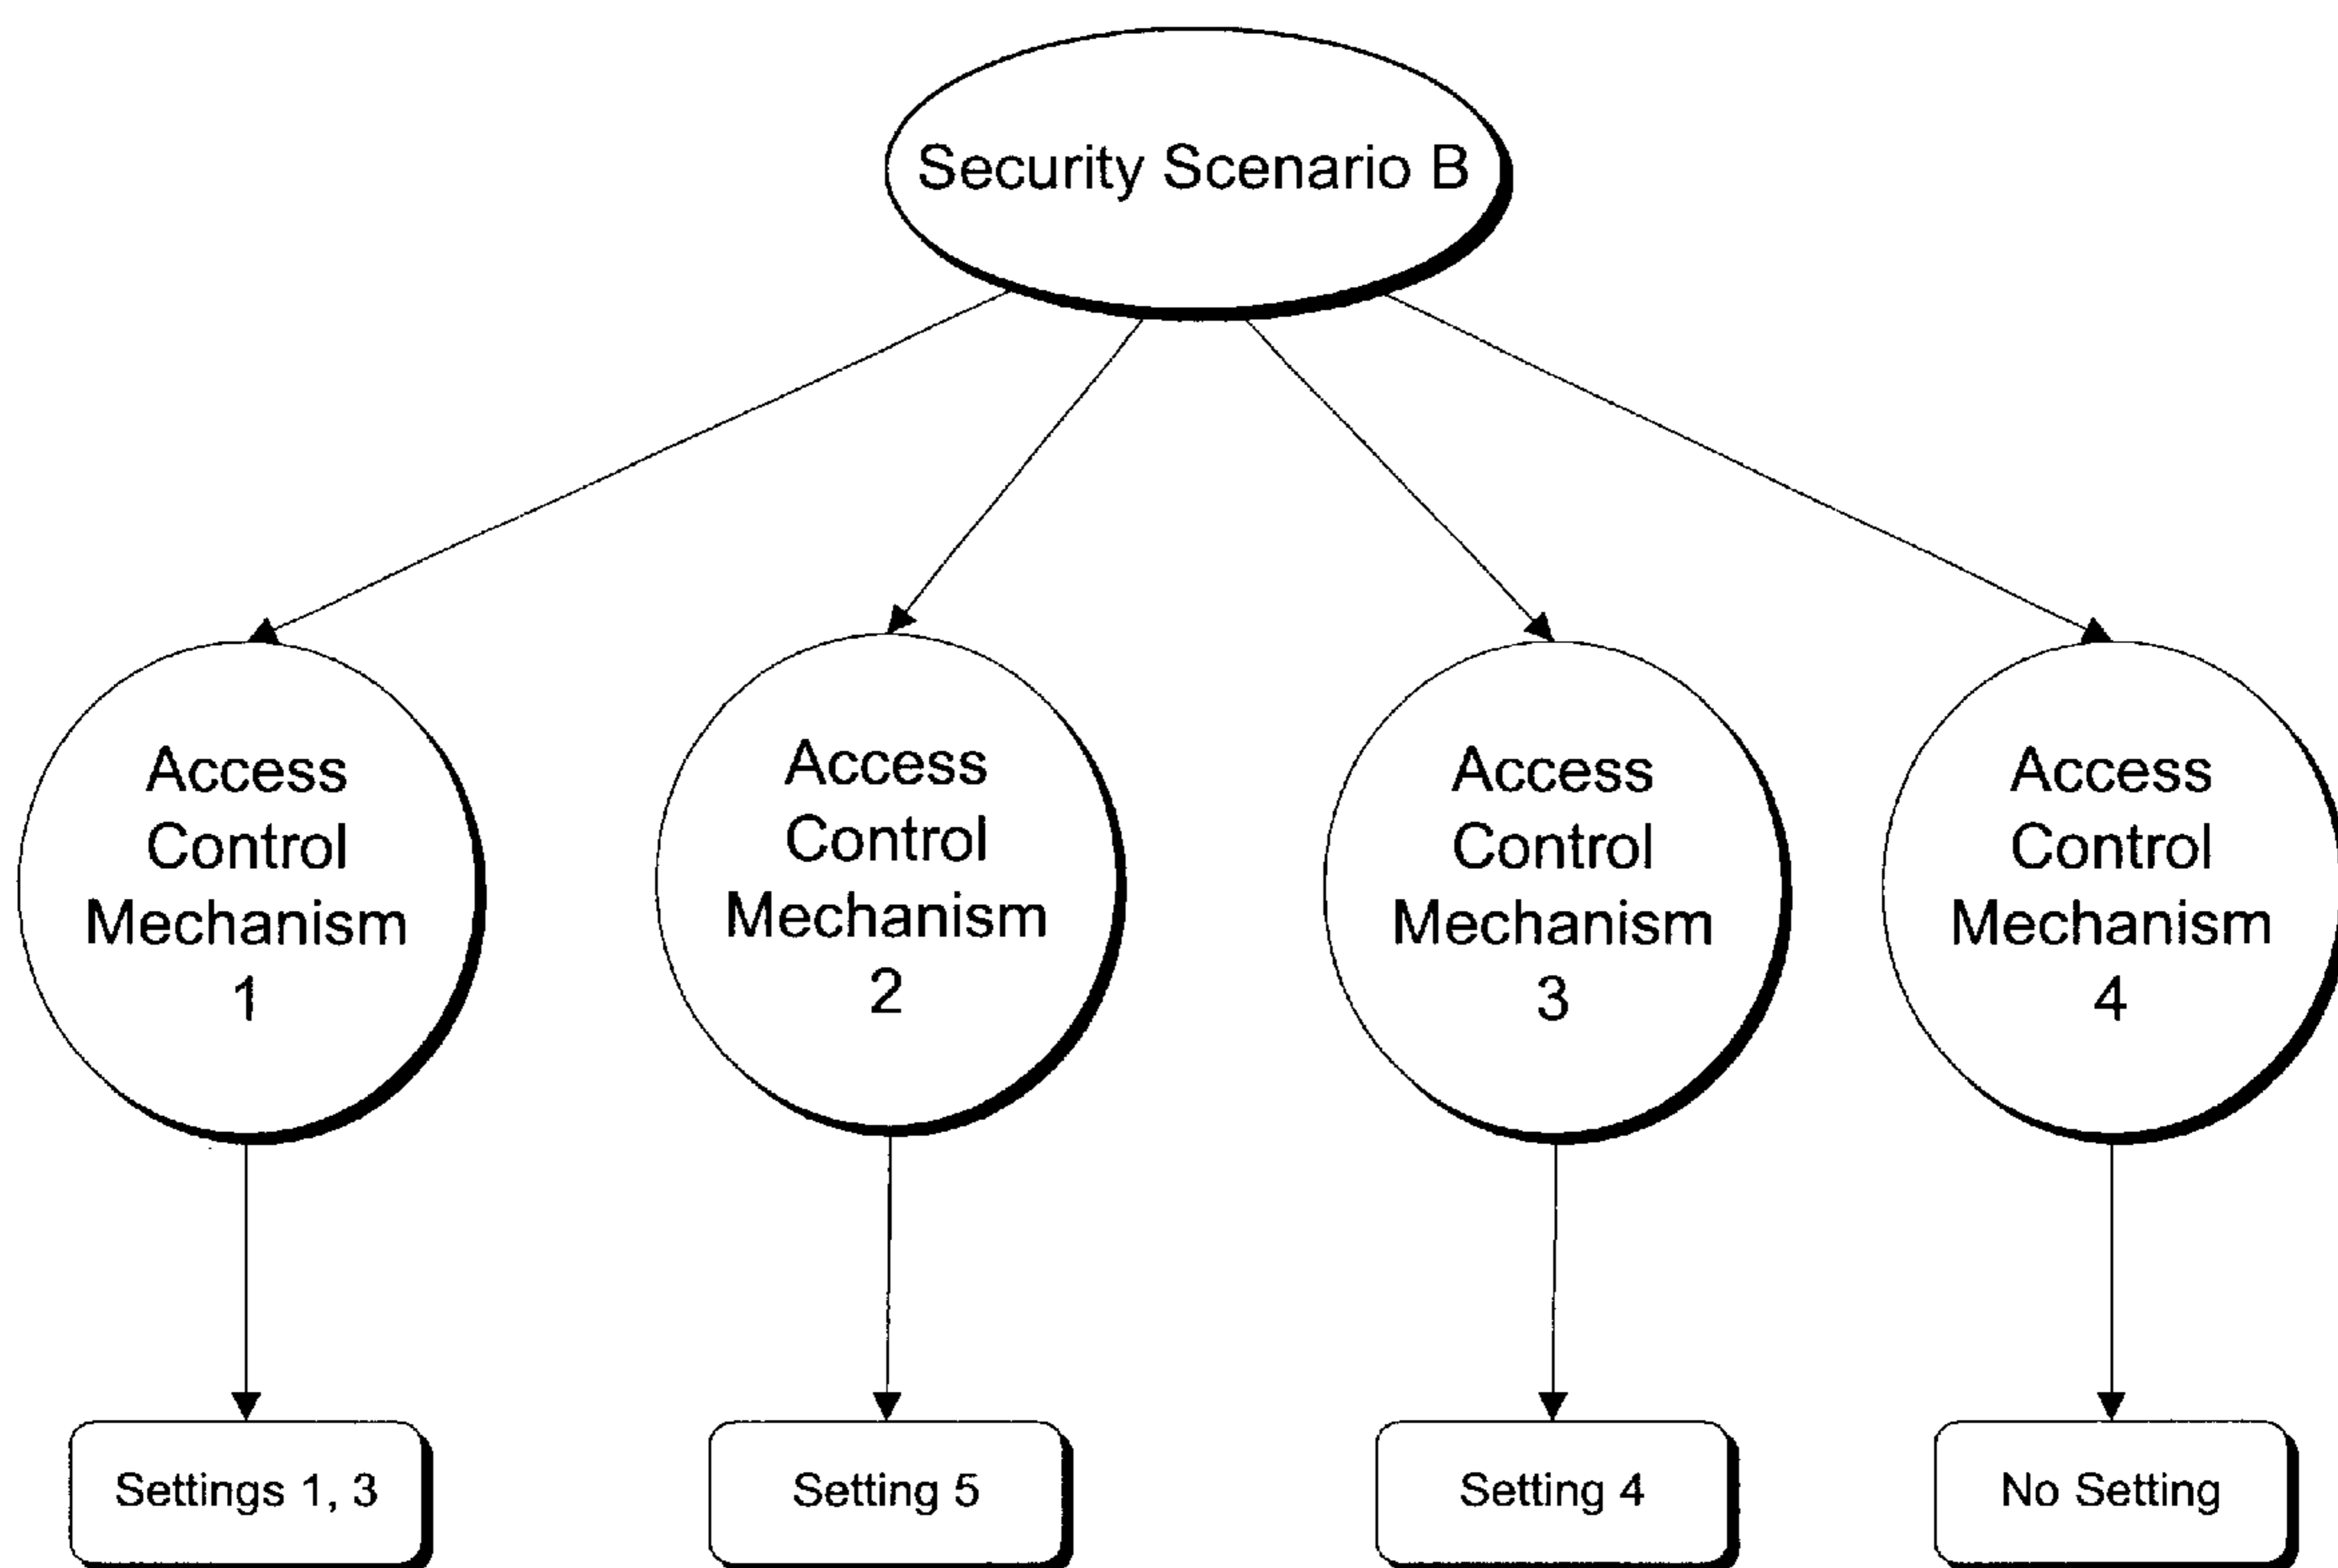 Security Scenario B
Access
Control
Mechanism
1
Access
Control
Mechanism
2
Access
Control
Mechanism
3
Access
Control
Mechanism
4
Settings 1, 3
Setting 5
Setting 4
No Setting